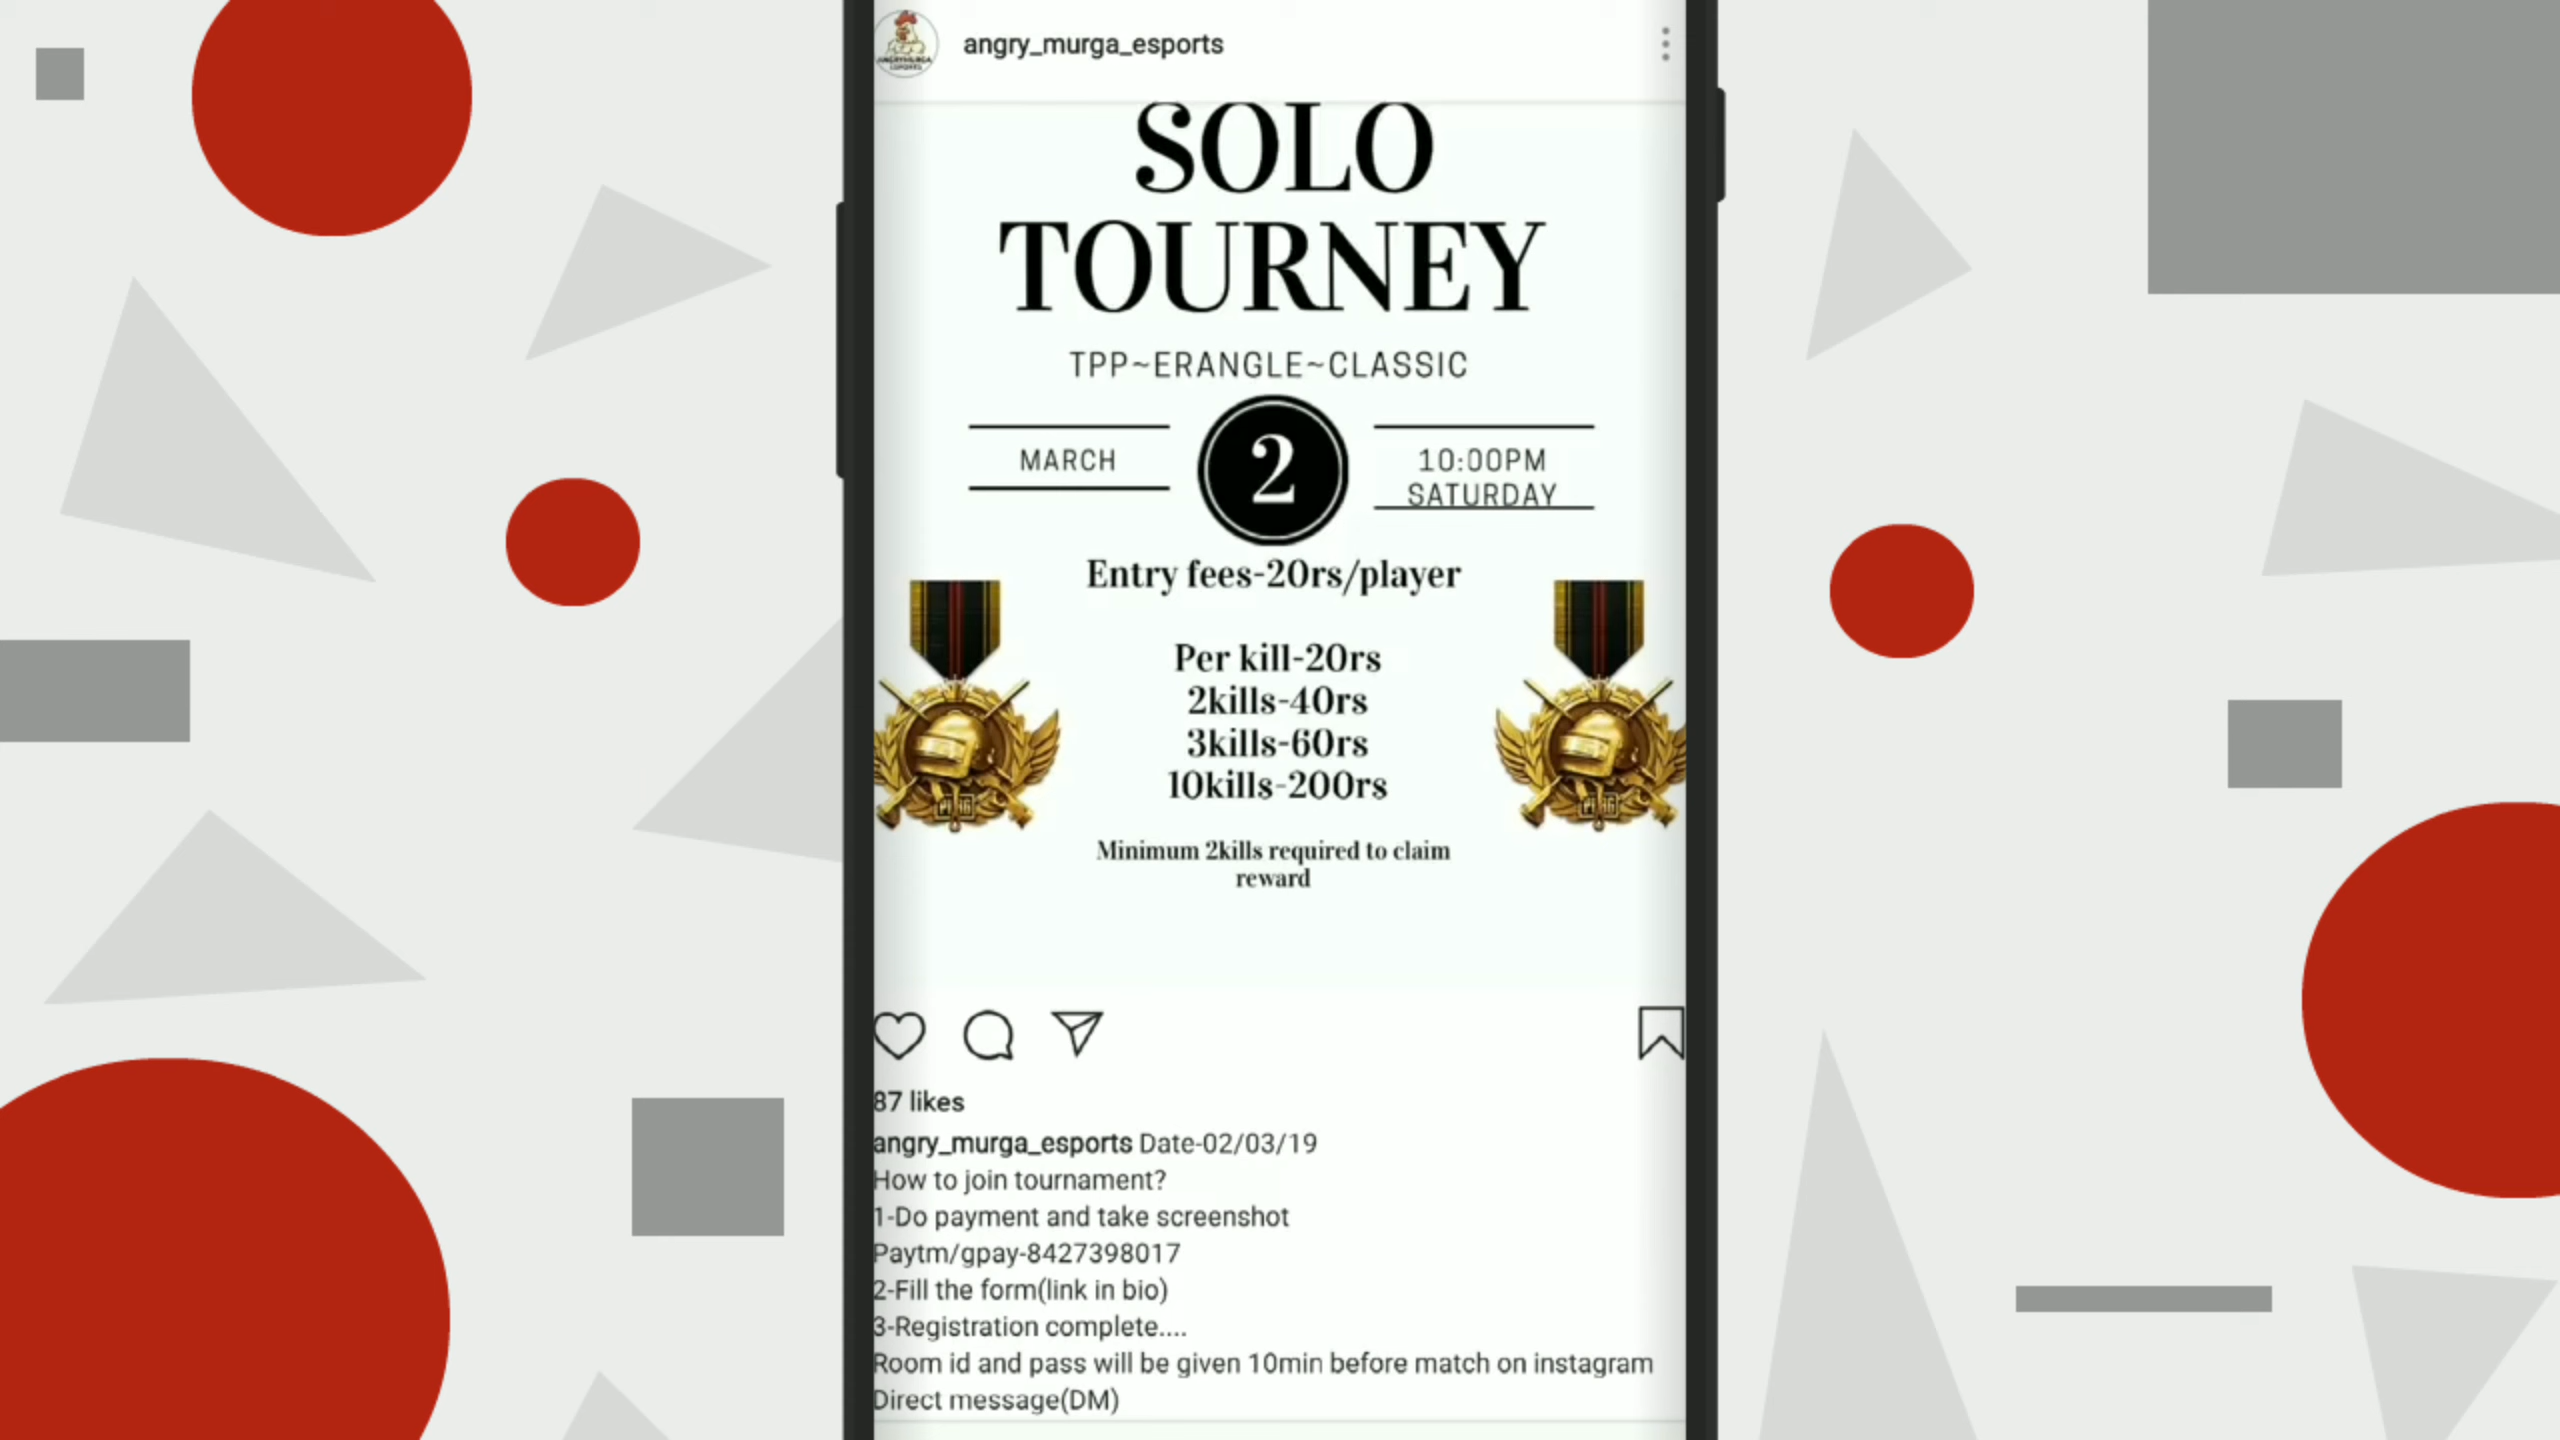 angry_murga_esports
SOLO
TOURNEY
TPP~ERANGLE~CLASSIC
MARCH
2
10:00PM
SATURDAY
Entry fees-20rs/player
Per kill-20rs
2kills-40rs
3kills-60rs
10kills-200rs
Minimum 2kills required to claim
reward
87 likes
angry_murga_esports Date-02/03/19
How to join tournament?
1-Do payment and take screenshot
Paytm/gpay-8427398017
2-Fill the form(link in bio)
3-Registration complete....
Room id and pass will be given 10min before match on instagram
Direct message(DM)